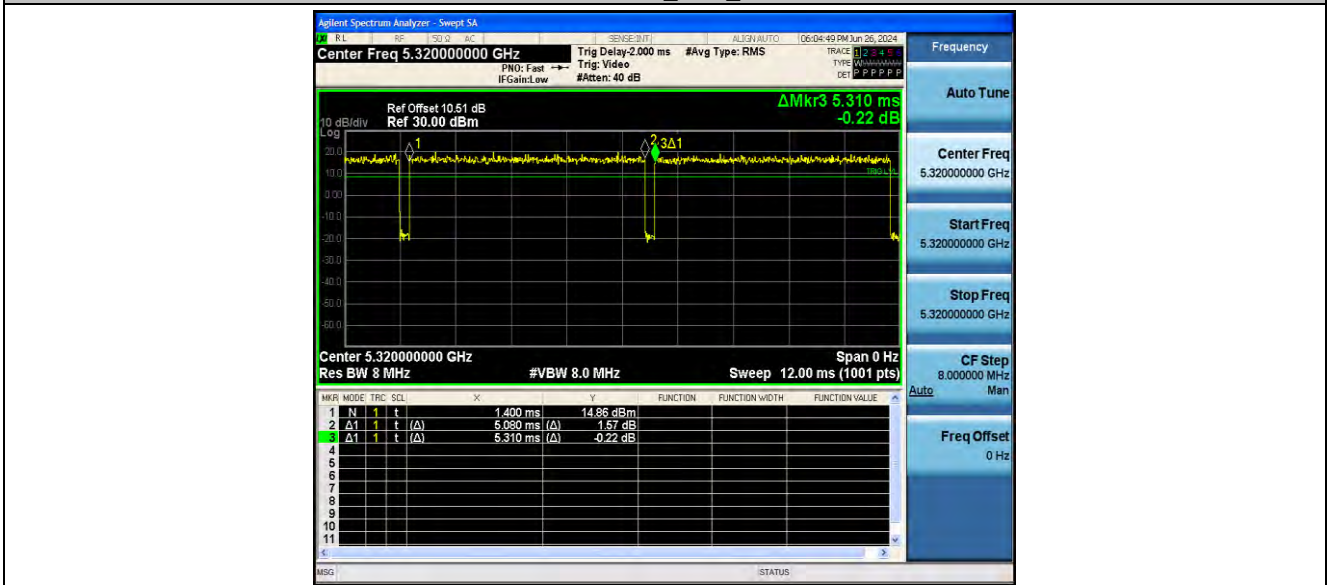 Agilent Spectrum Analyzer - Swept SA
RL RF 50 Ω AC SENSE:INT ALIGN AUTO 06:04:49 PM Jun 26, 2024
Center Freq 5.320000000 GHz Trig Delay-2.000 ms #Avg Type: RMS TRACE 1 2 3 4 5 6
PNO: Fast Trig: Video TYPE W
IFGain:Low #Atten: 40 dB DET P P P P P P
Frequency
Auto Tune
Center Freq
5.320000000 GHz
Start Freq
5.320000000 GHz
Stop Freq
5.320000000 GHz
CF Step
8.000000 MHz
Auto Man
Freq Offset
0 Hz
ΔMkr3 5.310 ms
-0.22 dB
Ref Offset 10.51 dB
10 dB/div Ref 30.00 dBm
Log
20.0
10.0
0.00
-10.0
-20.0
-30.0
-40.0
-50.0
-60.0
1
2 3Δ1
TRIG LVL
Center 5.320000000 GHz Span 0 Hz
Res BW 8 MHz #VBW 8.0 MHz Sweep 12.00 ms (1001 pts)
MKR MODE TRC SCL X Y FUNCTION FUNCTION WIDTH FUNCTION VALUE
1 N 1 t 1.400 ms 14.86 dBm
2 Δ1 1 t (Δ) 5.080 ms (Δ) 1.57 dB
3 Δ1 1 t (Δ) 5.310 ms (Δ) -0.22 dB
4
5
6
7
8
9
10
11
MSG STATUS